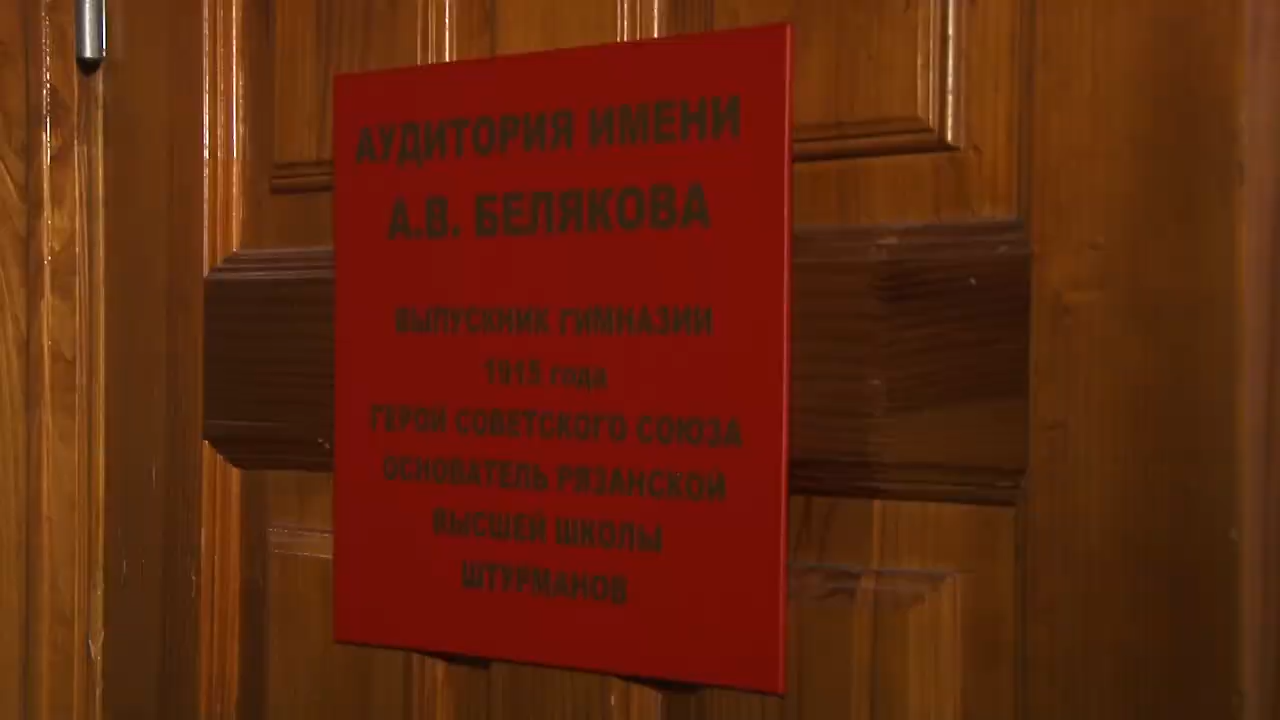 АУДИТОРИЯ ИМЕНИ
А.В. БЕЛЯКОВА
ВЫПУСКНИК ГИМНАЗИИ
1915 года
ГЕРОЙ СОВЕТСКОГО СОЮЗА
ОСНОВАТЕЛЬ РЯЗАНСКОЙ
ВЫСШЕЙ ШКОЛЫ
ШТУРМАНОВ